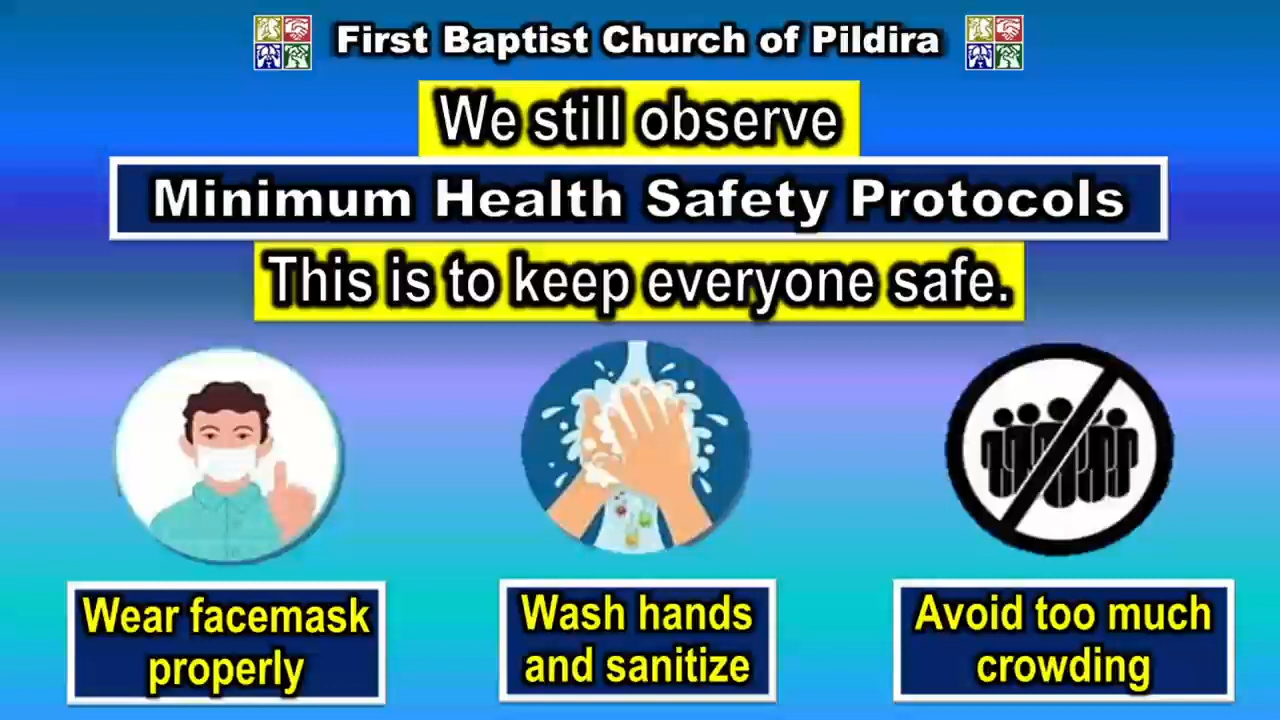 First Baptist Church of Pildira
We still observe
Minimum Health Safety Protocols
This is to keep everyone safe.
Wear facemask
properly
Wash hands
and sanitize
Avoid too much
crowding